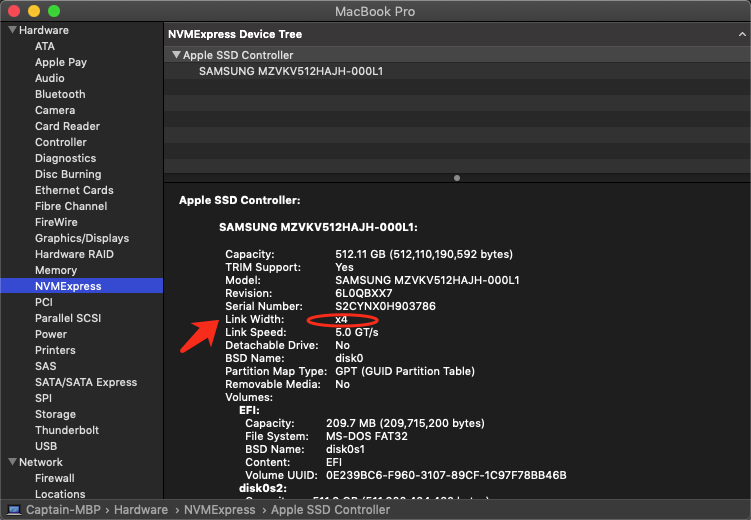 MacBook Pro
Hardware
ATA
Apple Pay
Audio
Bluetooth
Camera
Card Reader
Controller
Diagnostics
Disc Burning
Ethernet Cards
Fibre Channel
FireWire
Graphics/Displays
Hardware RAID
Memory
NVMExpress
PCI
Parallel SCSI
Power
Printers
SAS
SATA/SATA Express
SPI
Storage
Thunderbolt
USB
Network
Firewall
Locations
NVMExpress Device Tree
Apple SSD Controller
SAMSUNG MZVKV512HAJH-000L1
Apple SSD Controller:
SAMSUNG MZVKV512HAJH-000L1:
Capacity: 512.11 GB (512,110,190,592 bytes)
TRIM Support: Yes
Model: SAMSUNG MZVKV512HAJH-000L1
Revision: 6L0QBXX7
Serial Number: S2CYNX0H903786
Link Width: x4
Link Speed: 5.0 GT/s
Detachable Drive: No
BSD Name: disk0
Partition Map Type: GPT (GUID Partition Table)
Removable Media: No
Volumes:
EFI:
Capacity: 209.7 MB (209,715,200 bytes)
File System: MS-DOS FAT32
BSD Name: disk0s1
Content: EFI
Volume UUID: 0E239BC6-F960-3107-89CF-1C97F78BB46B
disk0s2:
Captain-MBP › Hardware › NVMExpress › Apple SSD Controller